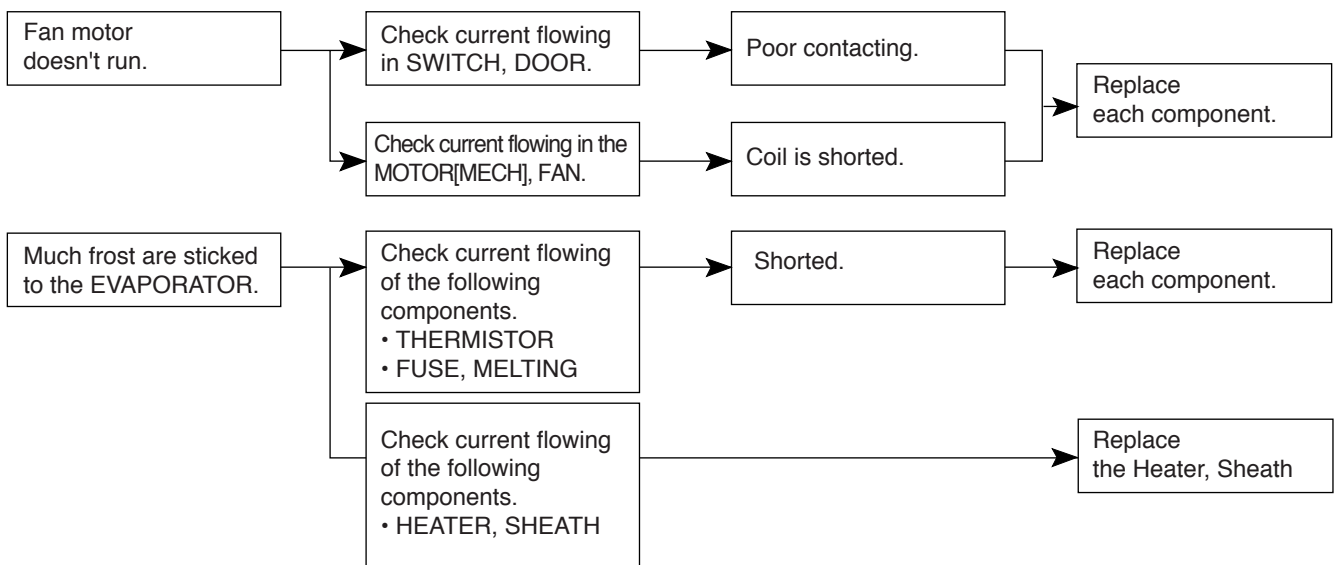 Fan motor
doesn't run.
Check current flowing
in SWITCH, DOOR.
Poor contacting.
Replace
each component.
Check current flowing in the
MOTOR[MECH], FAN.
Coil is shorted.
Much frost are sticked
to the EVAPORATOR.
Check current flowing
of the following
components.
• THERMISTOR
• FUSE, MELTING
Shorted.
Replace
each component.
Check current flowing
of the following
components.
• HEATER, SHEATH
Replace
the Heater, Sheath